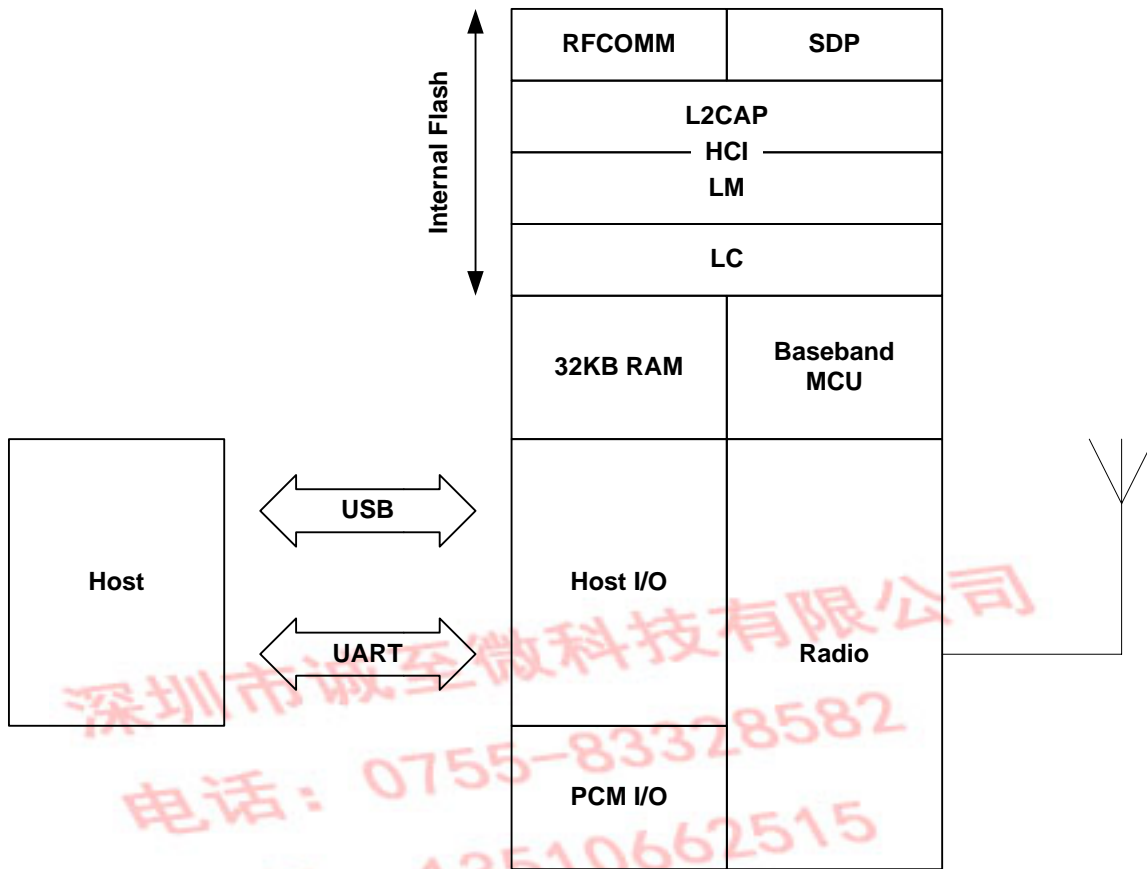 RFCOMM
SDP
Internal Flash
L2CAP
HCI
LM
LC
32KB RAM
Baseband
MCU
USB
Host
Host I/O
UART
Radio
PCM I/O
深圳市诚至微科技有限公司
电话：0755-83328582
13510662515